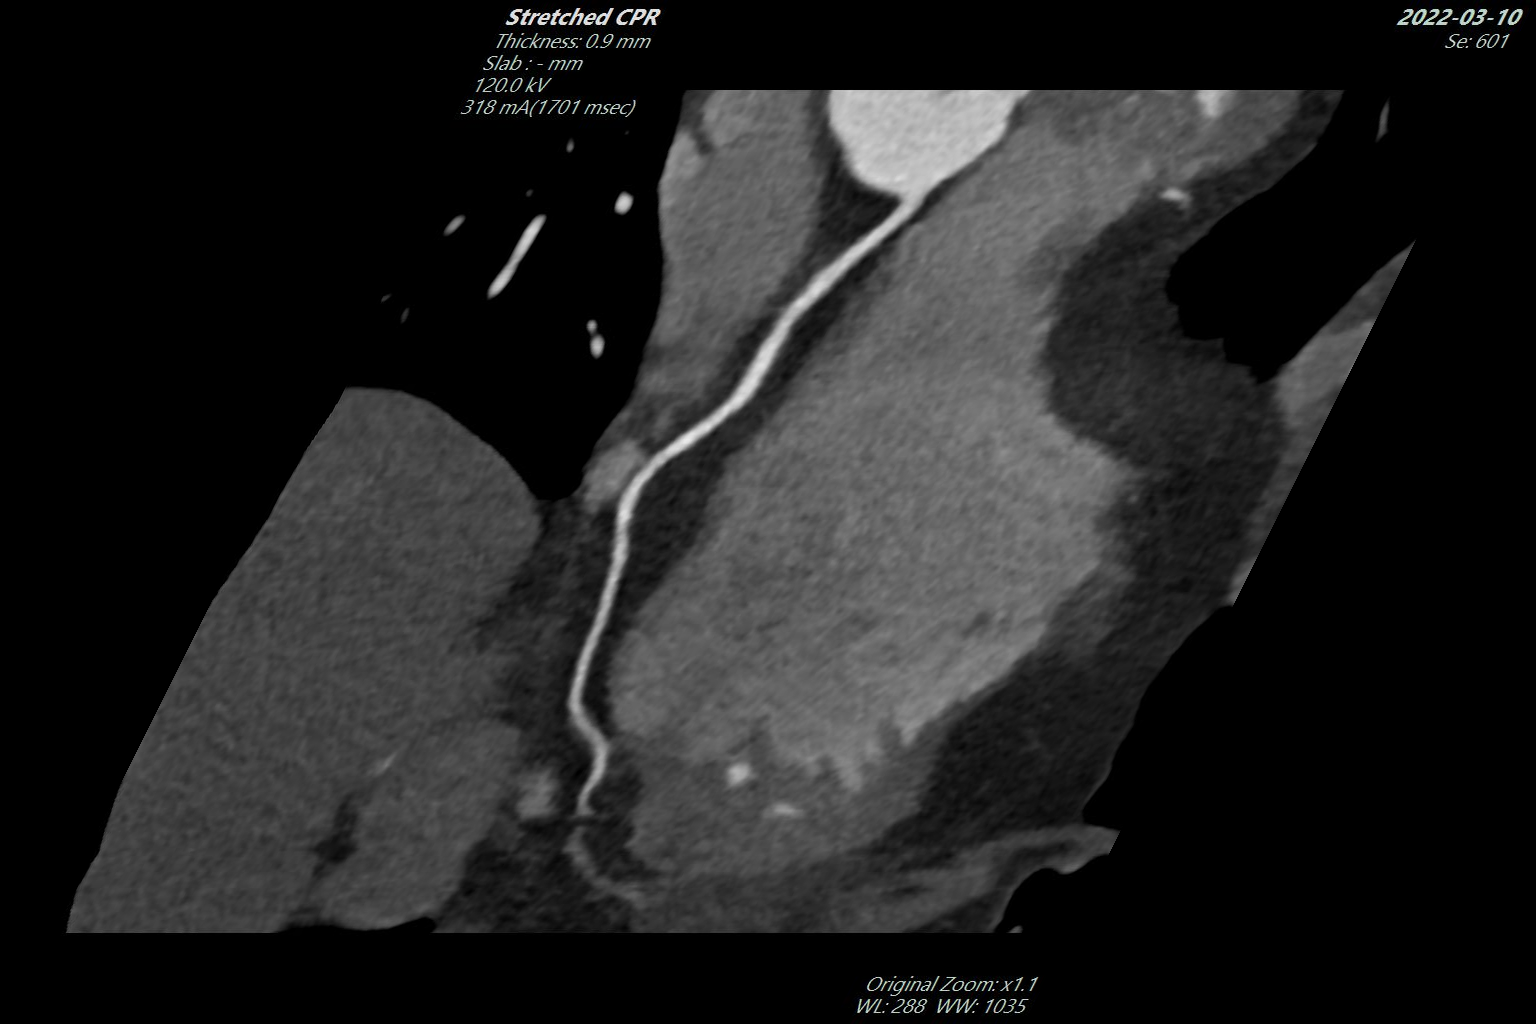 Stretched CPR
Thickness: 0.9 mm
Slab : - mm
120.0 kV
318 mA(1701 msec)
2022-03-10
Se: 601
Original Zoom: x1.1
WL: 288 WW: 1035